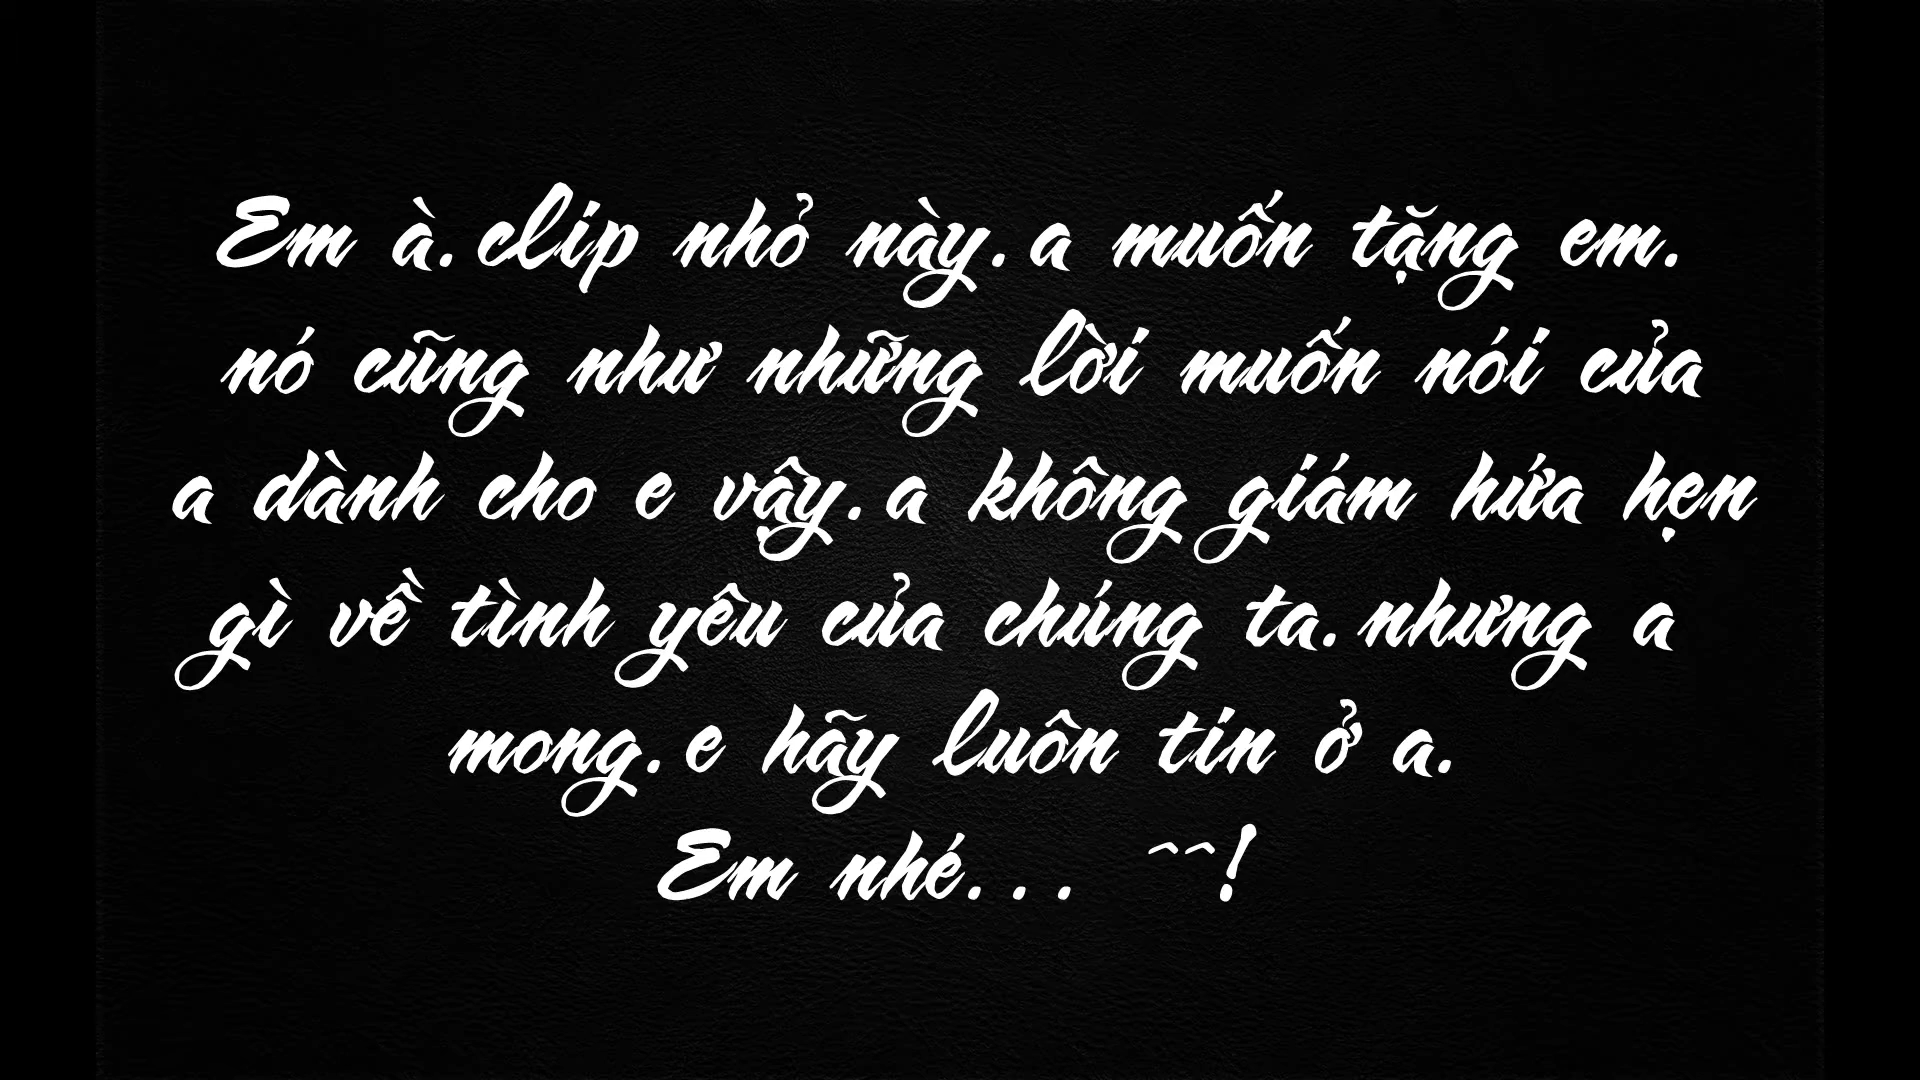 Em à. clip nhỏ này. a muốn tặng em.
nó cũng như những lời muốn nói của
a dành cho e vậy. a không giám hứa hẹn
gì về tình yêu của chúng ta. nhưng a
mong. e hãy luôn tin ở a.
Em nhé... ^^!